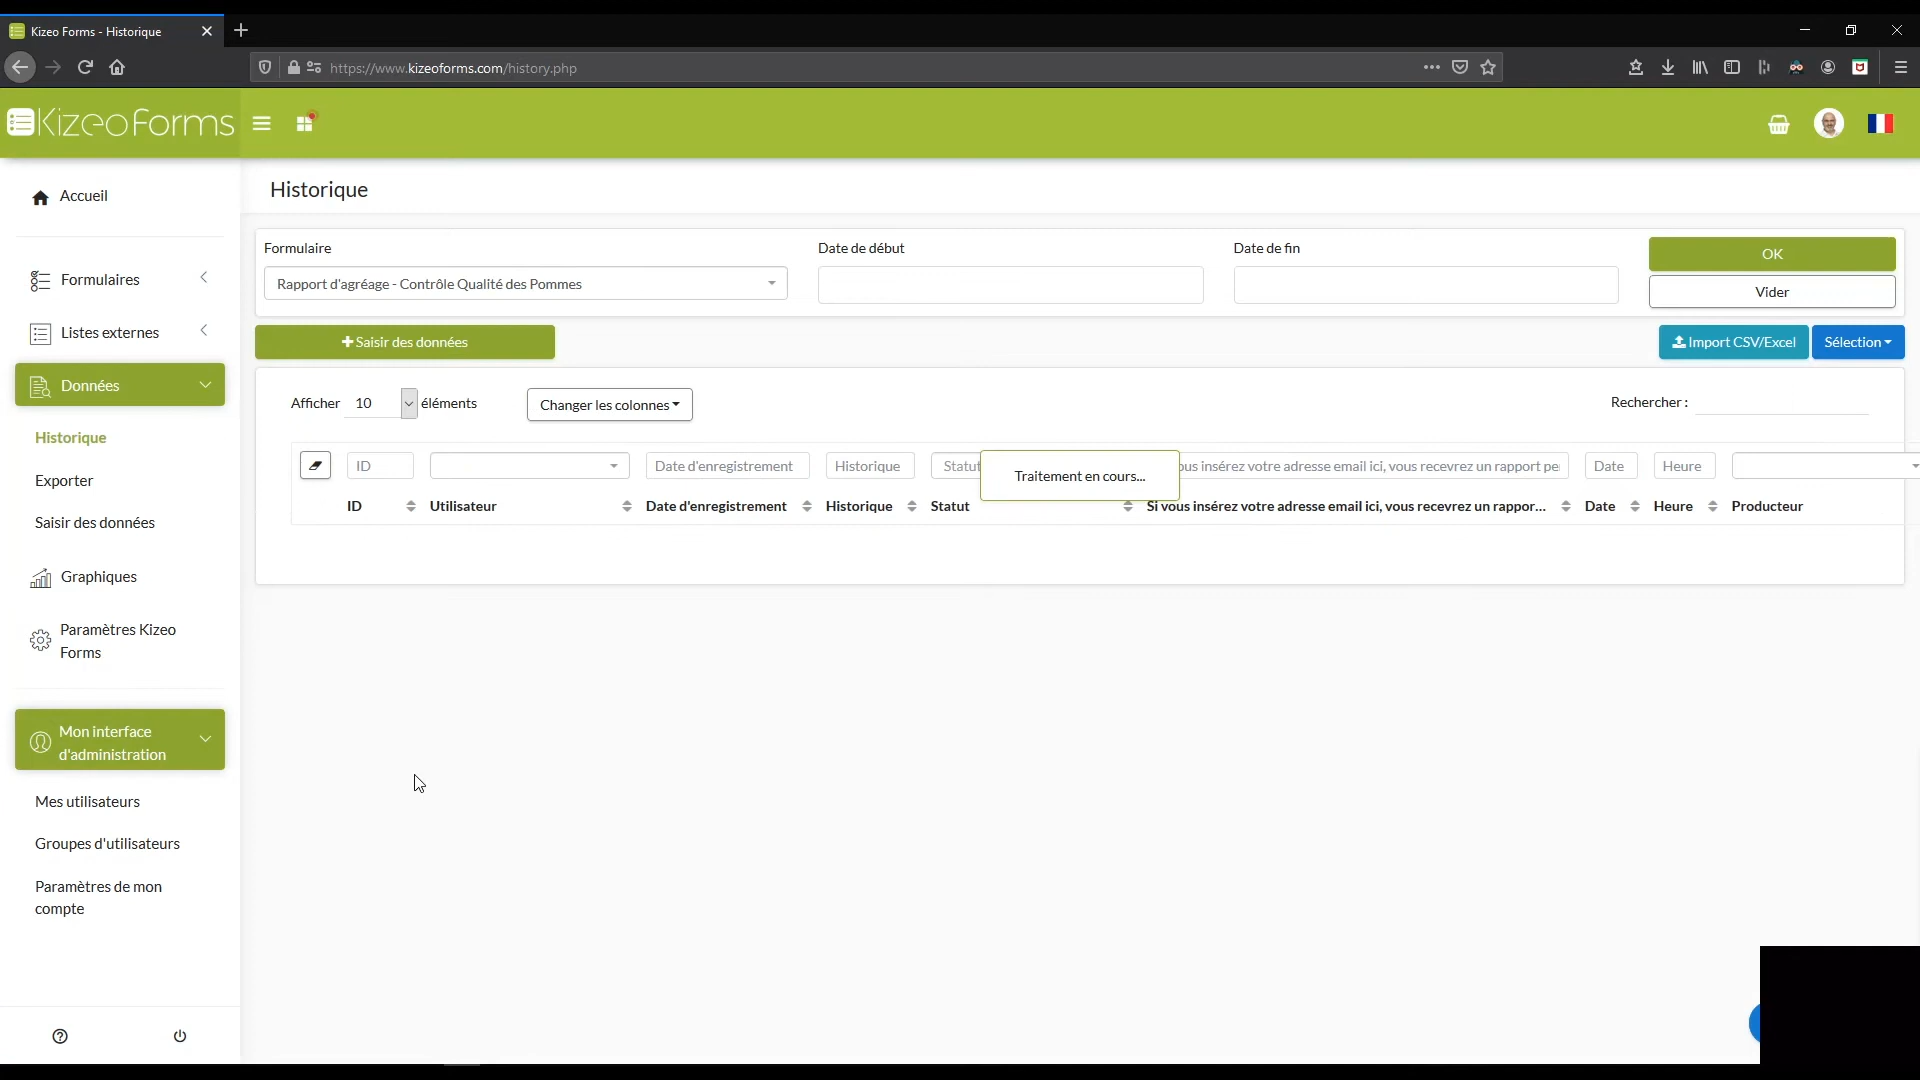 Kizeo Forms - Historique
https://www.kizeoforms.com/history.php
KizeoForms
Accueil
Formulaires
Listes externes
Données
Historique
Exporter
Saisir des données
Graphiques
Paramètres Kizeo
Forms
Mon interface
d'administration
Mes utilisateurs
Groupes d'utilisateurs
Paramètres de mon
compte
Historique
Formulaire
Date de début
Date de fin
Rapport d'agréage - Contrôle Qualité des Pommes
OK
Vider
+Saisir des données
Import CSV/Excel
Sélection
Afficher 10 éléments
Changer les colonnes
Rechercher :
ID
Date d'enregistrement
Historique
Statut
ous insérez votre adresse email ici, vous recevrez un rapport pe
Date
Heure
Traitement en cours...
ID Utilisateur Date d'enregistrement Historique Statut Si vous insérez votre adresse email ici, vous recevrez un rappor... Date Heure Producteur